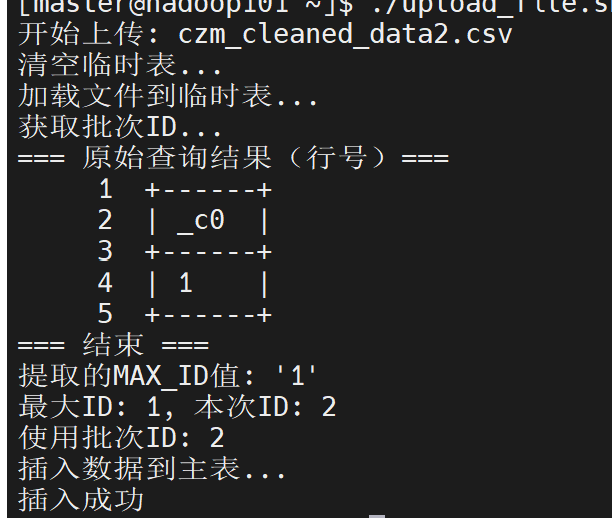 [master@hadoop101 ~]$ ./upload_file.s
开始上传: czm_cleaned_data2.csv
清空临时表...
加载文件到临时表...
获取批次ID...
=== 原始查询结果（行号）===
     1  +------+
     2  | _c0  |
     3  +------+
     4  | 1    |
     5  +------+
=== 结束 ===
提取的MAX_ID值: '1'
最大ID: 1, 本次ID: 2
使用批次ID: 2
插入数据到主表...
插入成功